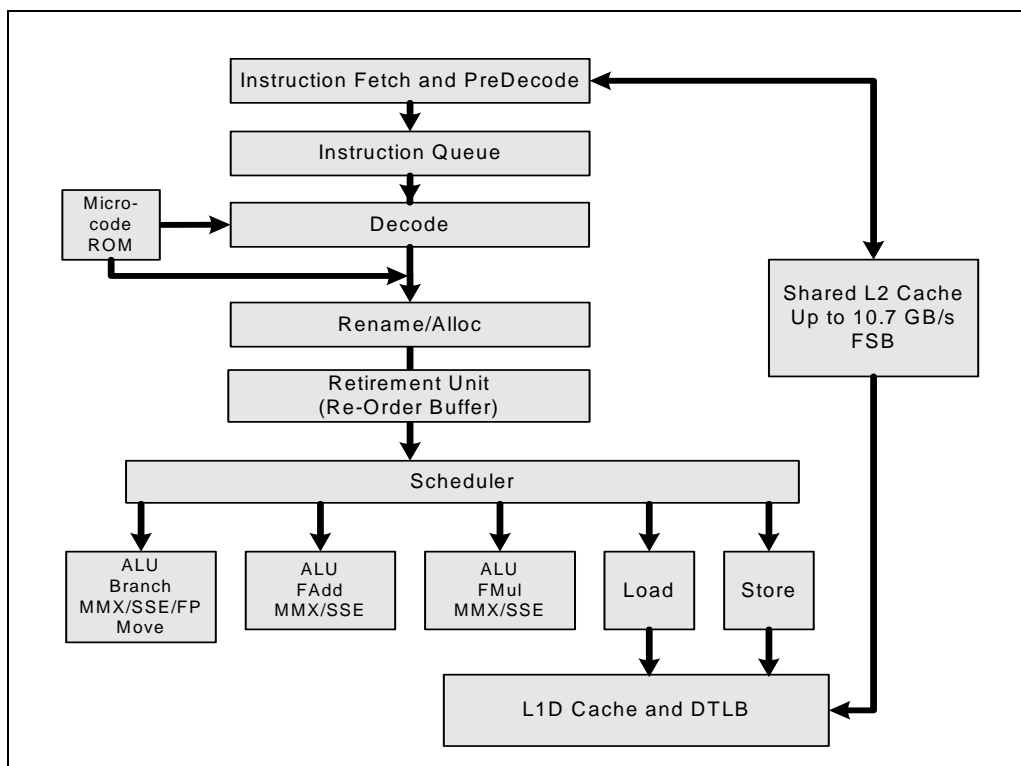 Instruction Fetch and PreDecode
Instruction Queue
Micro-
code
ROM
Decode
Shared L2 Cache
Up to 10.7 GB/s
FSB
Rename/Alloc
Retirement Unit
(Re-Order Buffer)
Scheduler
ALU
Branch
MMX/SSE/FP
Move
ALU
FAdd
MMX/SSE
ALU
FMul
MMX/SSE
Load
Store
L1D Cache and DTLB